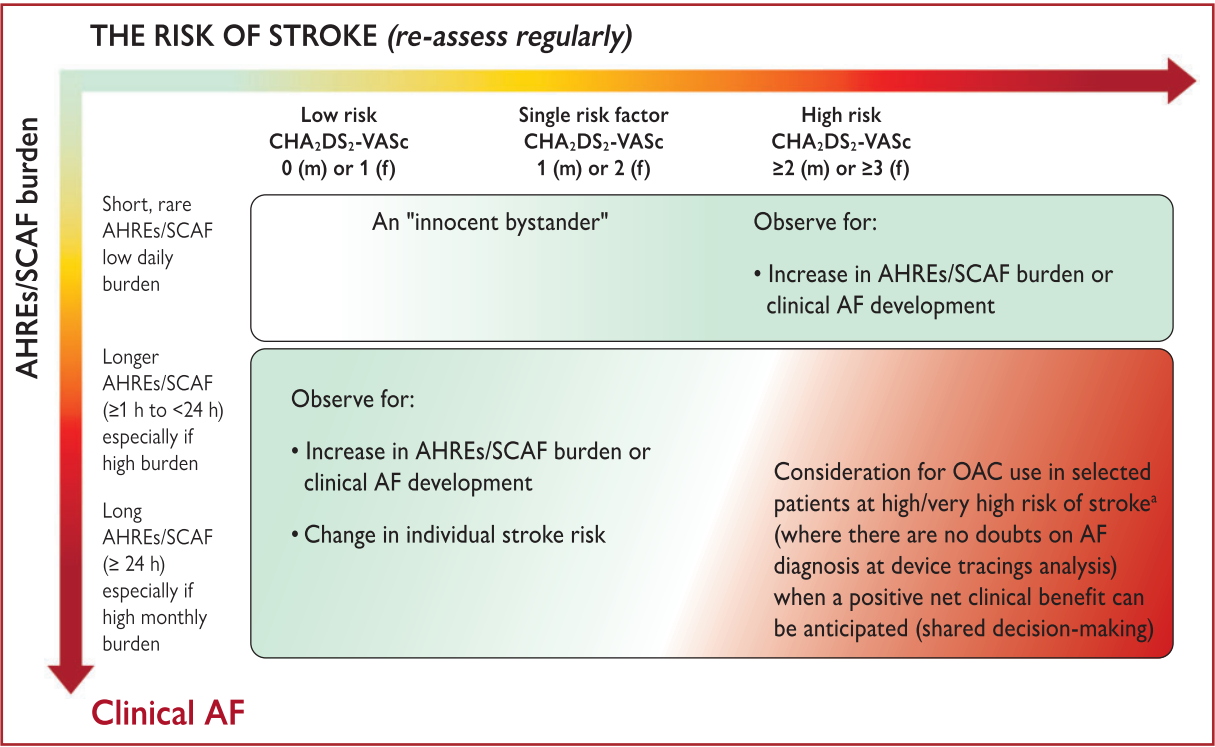 THE RISK OF STROKE (re-assess regularly)
AHREs/SCAF burden
Low risk
CHA₂DS₂-VASc
0 (m) or 1 (f)
Single risk factor
CHA₂DS₂-VASc
1 (m) or 2 (f)
High risk
CHA₂DS₂-VASc
≥2 (m) or ≥3 (f)
Short, rare
AHREs/SCAF
low daily
burden
An "innocent bystander"
Observe for:
• Increase in AHREs/SCAF burden or
clinical AF development
Longer
AHREs/SCAF
(≥1 h to <24 h)
especially if
high burden
Long
AHREs/SCAF
(≥ 24 h)
especially if
high monthly
burden
Observe for:
• Increase in AHREs/SCAF burden or
clinical AF development
• Change in individual stroke risk
Consideration for OAC use in selected
patients at high/very high risk of strokeᵃ
(where there are no doubts on AF
diagnosis at device tracings analysis)
when a positive net clinical benefit can
be anticipated (shared decision-making)
Clinical AF